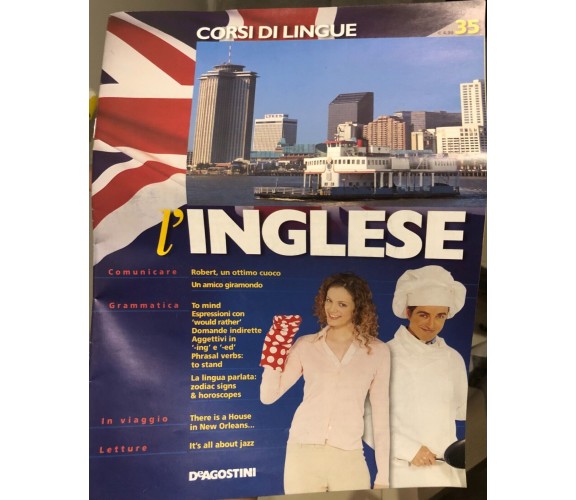 CORSI DI LINGUE
35
l'INGLESE
Comunicare
Robert, un ottimo cuoco
Un amico giramondo
Grammatica
To mind
Espressioni con
'would rather'
Domande indirette
Aggettivi in
'-ing' e '-ed'
Phrasal verbs:
to stand
La lingua parlata:
zodiac signs
& horoscopes
In viaggio
There is a House
in New Orleans...
Letture
It's all about jazz
DeAGOSTINI